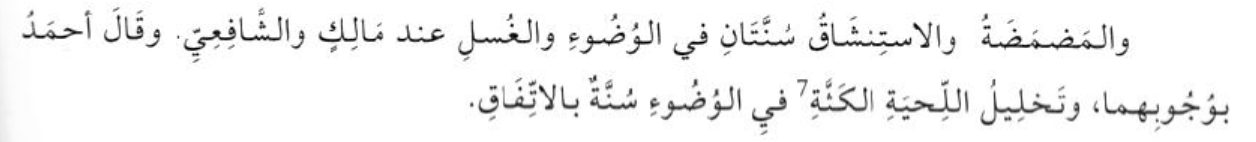 والمَضمَضَةُ والاستِنشَاقُ سُنَّتَانِ في الوُضُوءِ والغُسلِ عند مَالِكٍ والشَّافِعِيِّ. وقَالَ أحمَدُ
بوُجُوبِهما، وتَخلِيلُ اللِّحيَةِ الكَثَّةِ7 في الوُضُوءِ سُنَّةٌ بالاتِّفَاقِ.